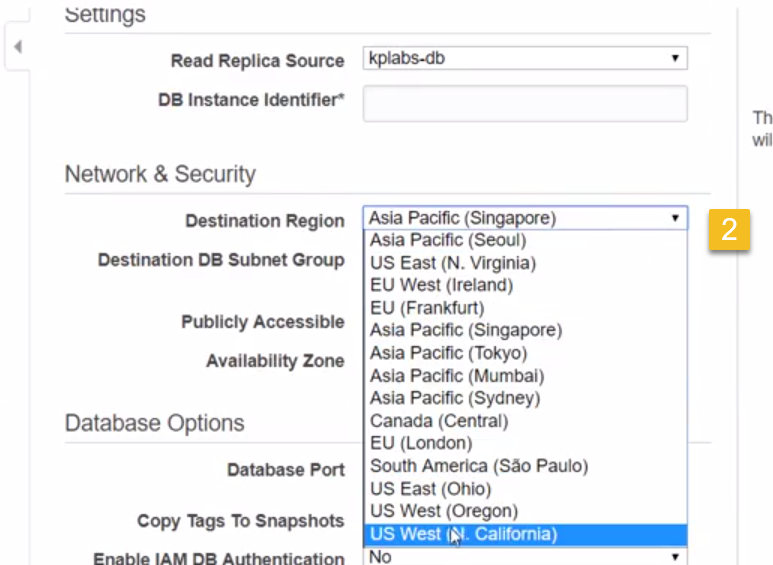 Settings
Read Replica Source kplabs-db
DB Instance Identifier*
Th
wil
Network & Security
Destination Region Asia Pacific (Singapore)
2
Asia Pacific (Seoul)
Destination DB Subnet Group
US East (N. Virginia)
EU West (Ireland)
EU (Frankfurt)
Publicly Accessible
Asia Pacific (Singapore)
Asia Pacific (Tokyo)
Availability Zone
Asia Pacific (Mumbai)
Asia Pacific (Sydney)
Database Options
Canada (Central)
EU (London)
Database Port
South America (São Paulo)
US East (Ohio)
US West (Oregon)
Copy Tags To Snapshots
US West (N. California)
Enable IAM DB Authentication No